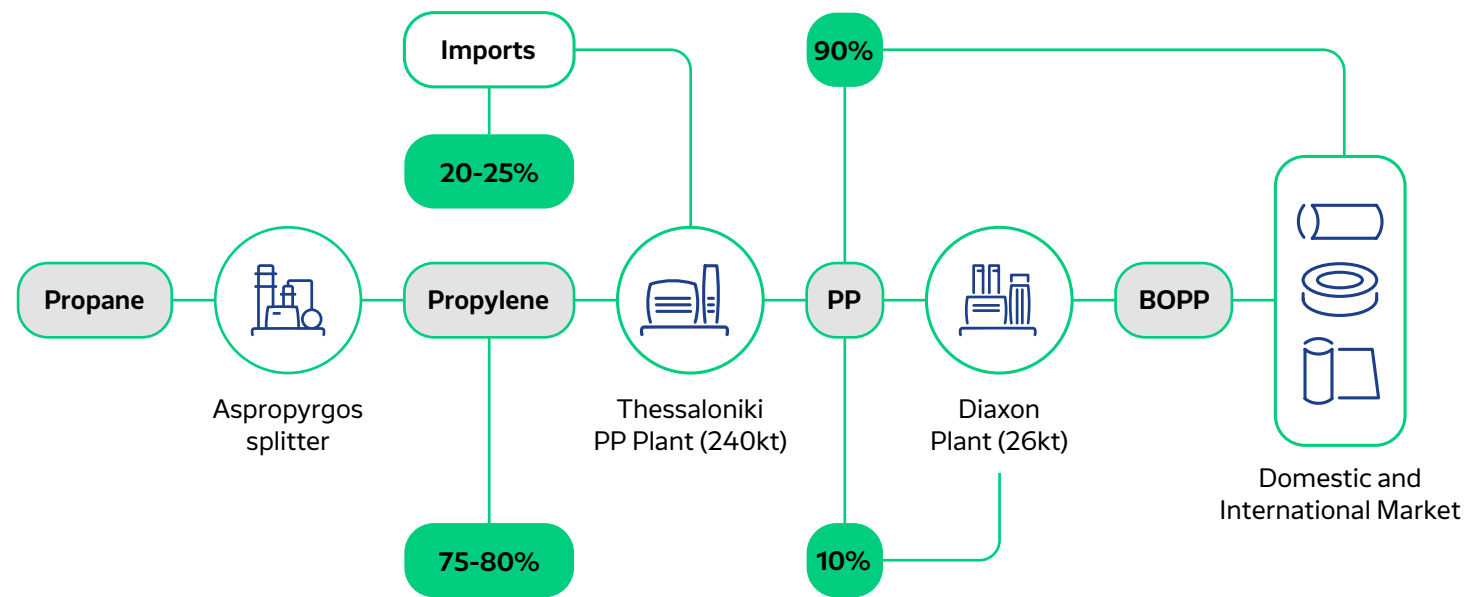 Imports
90%
20-25%
Propane
Propylene
PP
BOPP
Aspropyrgos
splitter
Thessaloniki
PP Plant (240kt)
Diaxon
Plant (26kt)
Domestic and
International Market
75-80%
10%